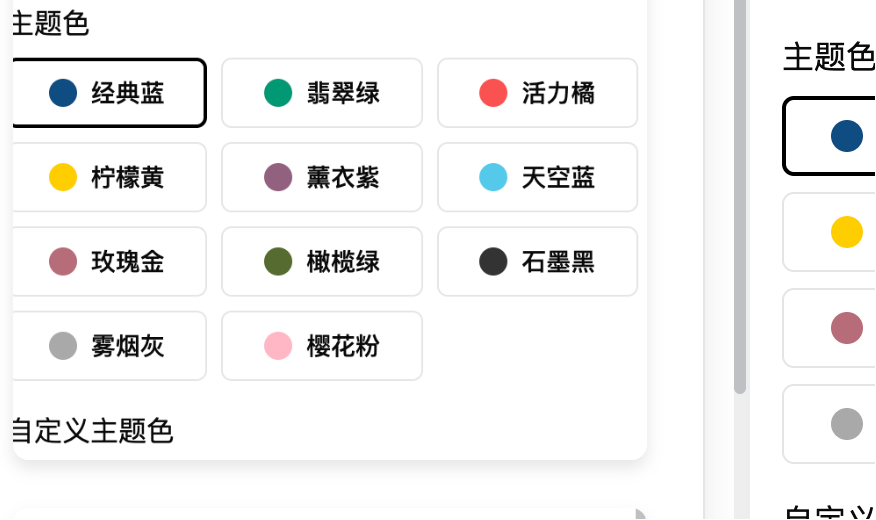 主题色
经典蓝
翡翠绿
活力橘
柠檬黄
薰衣紫
天空蓝
玫瑰金
橄榄绿
石墨黑
雾烟灰
樱花粉
自定义主题色
主题色
自定义